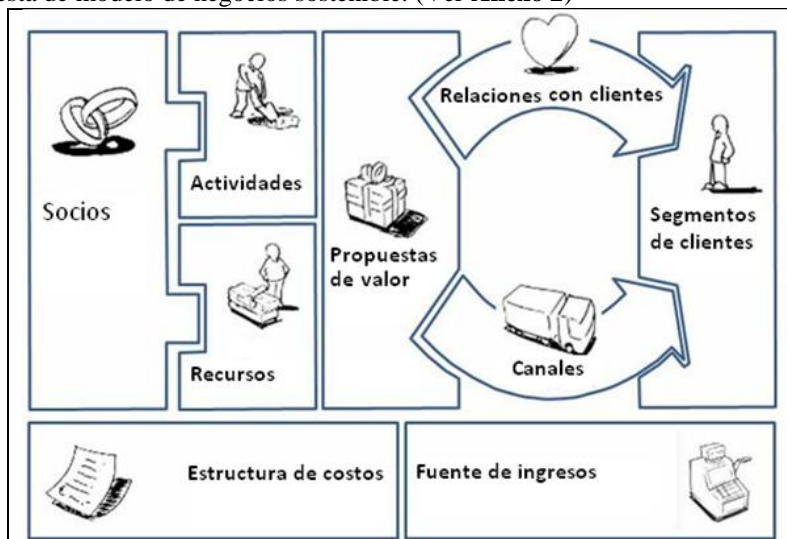 Relaciones con clientes
Socios
Actividades
Propuestas
de valor
Segmentos
de clientes
Recursos
Canales
Estructura de costos
Fuente de ingresos